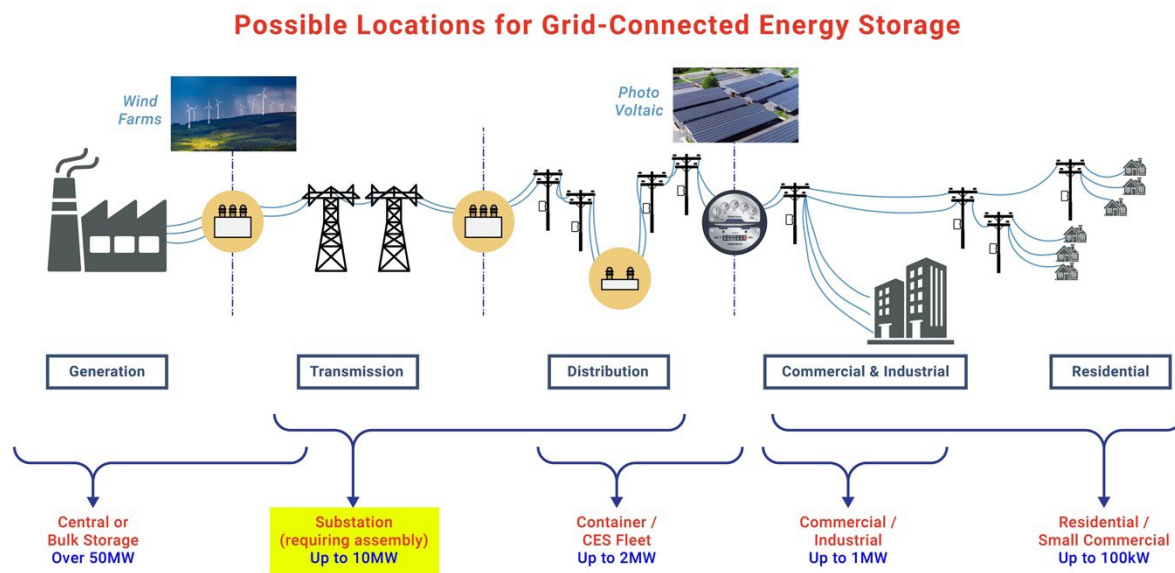 Possible Locations for Grid-Connected Energy Storage
Wind
Farms
Photo
Voltaic
Generation
Transmission
Distribution
Commercial & Industrial
Residential
Central or
Bulk Storage
Over 50MW
Substation
(requiring assembly)
Up to 10MW
Container /
CES Fleet
Up to 2MW
Commercial /
Industrial
Up to 1MW
Residential /
Small Commercial
Up to 100kW